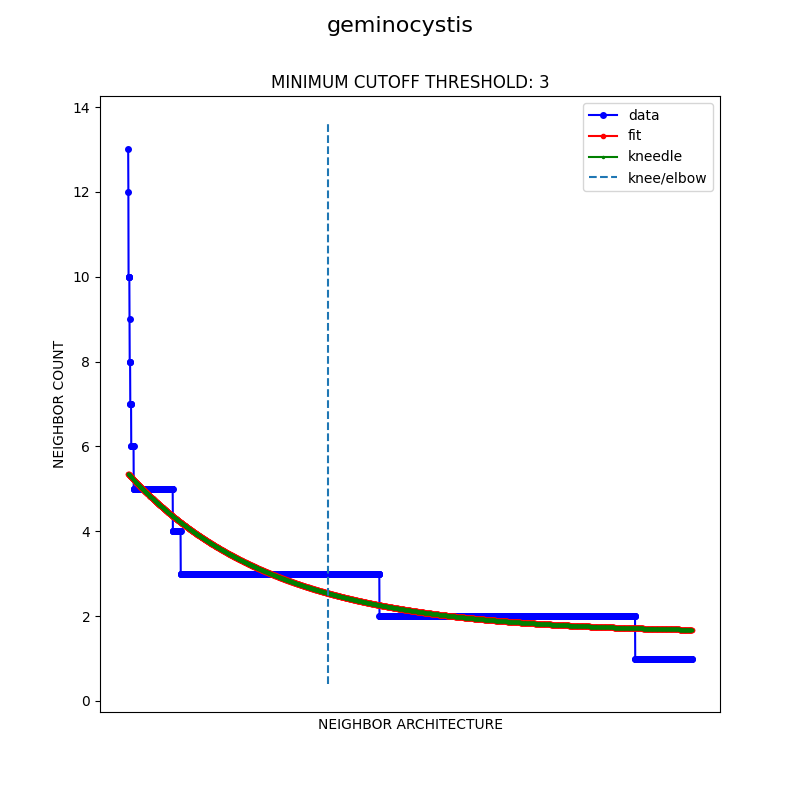 geminocystis
MINIMUM CUTOFF THRESHOLD: 3
14
12
10
8
6
4
2
0
NEIGHBOR COUNT
data
fit
kneedle
knee/elbow
NEIGHBOR ARCHITECTURE